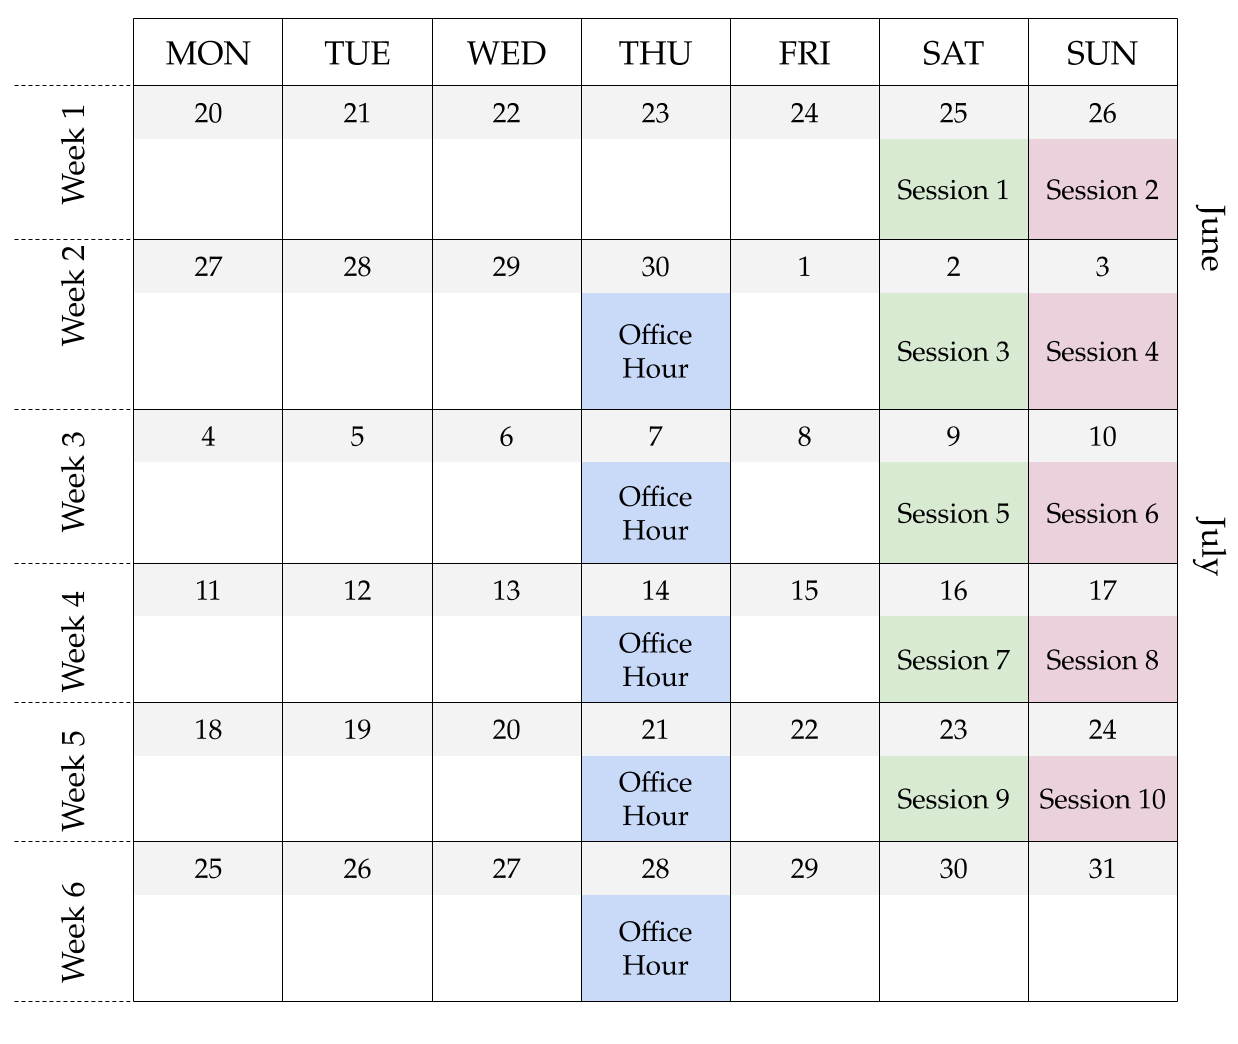 MON TUE WED THU FRI SAT SUN
Week 1
20 21 22 23 24 25 26
Session 1 Session 2
June
Week 2
27 28 29 30 1 2 3
Office
Hour
Session 3 Session 4
Week 3
4 5 6 7 8 9 10
Office
Hour
Session 5 Session 6
July
Week 4
11 12 13 14 15 16 17
Office
Hour
Session 7 Session 8
Week 5
18 19 20 21 22 23 24
Office
Hour
Session 9 Session 10
Week 6
25 26 27 28 29 30 31
Office
Hour